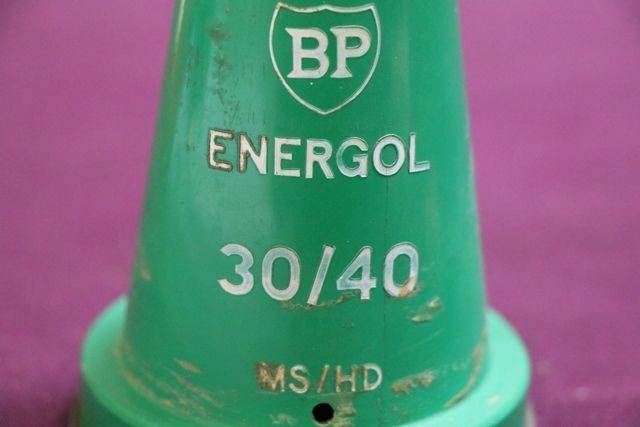 BP
ENERGOL
30/40
MS/HD